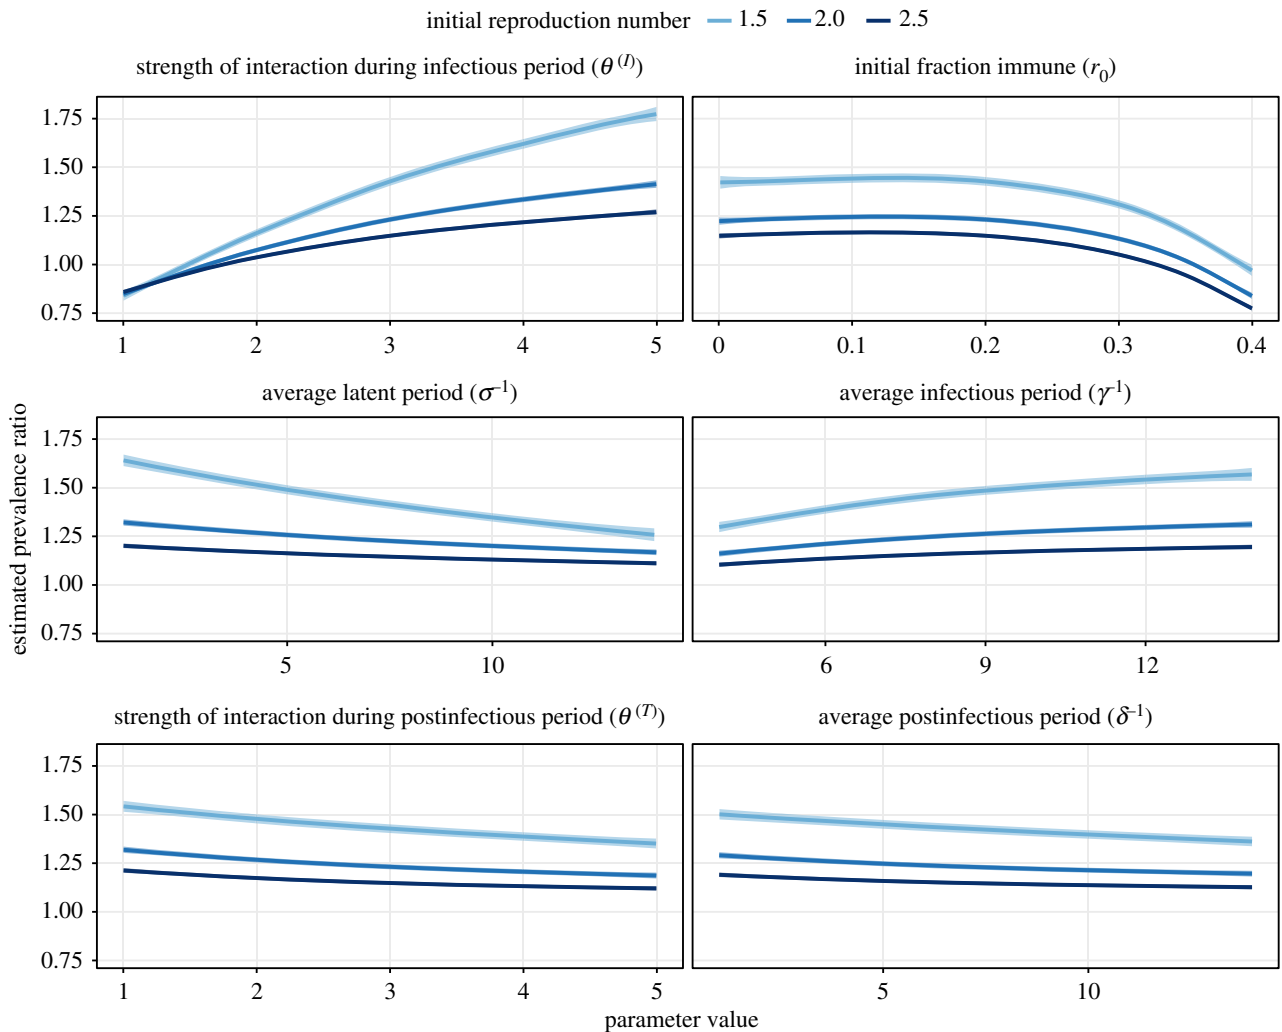 initial reproduction number 1.5 2.0 2.5
strength of interaction during infectious period (θ(I))
initial fraction immune (r0)
1.75
1.50
1.25
1.00
0.75
1 2 3 4 5
0 0.1 0.2 0.3 0.4
average latent period (σ–1)
average infectious period (γ–1)
estimated prevalence ratio
1.75
1.50
1.25
1.00
0.75
5 10
6 9 12
strength of interaction during postinfectious period (θ(T))
average postinfectious period (δ–1)
1.75
1.50
1.25
1.00
0.75
1 2 3 4 5
5 10
parameter value